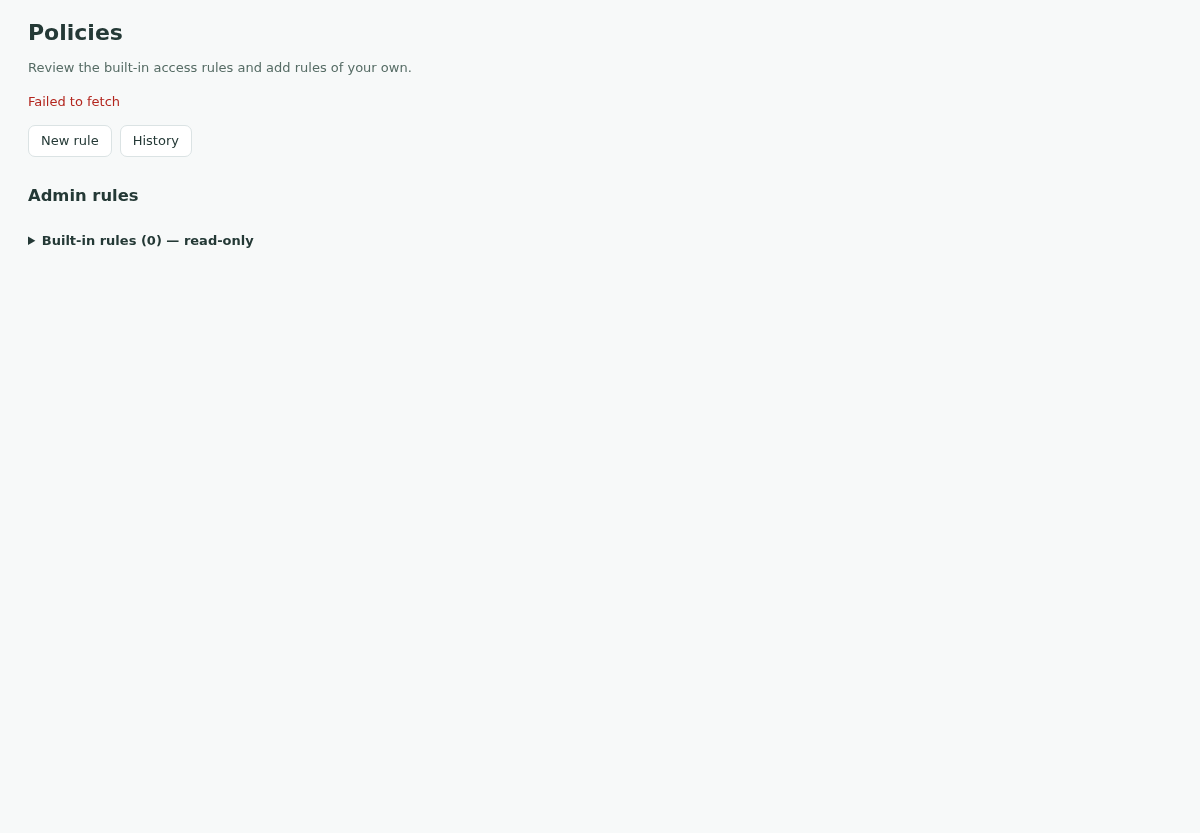 Policies
Review the built-in access rules and add rules of your own.
Failed to fetch
New rule
History
Admin rules
Built-in rules (0) — read-only